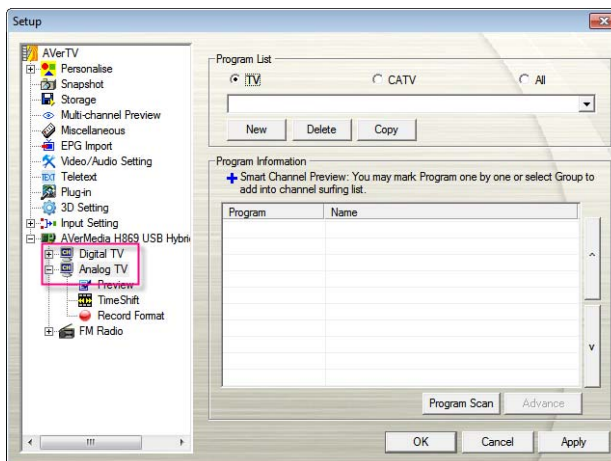 Setup
AVerTV
Personalise
Snapshot
Storage
Multi-channel Preview
Miscellaneous
EPG Import
Video/Audio Setting
TEXT Teletext
Plug-in
3D Setting
Input Setting
AVerMedia H869 USB Hybri
CH Digital TV
CH Analog TV
Preview
TimeShift
Record Format
FM Radio
Program List
TV CATV All
New Delete Copy
Program Information
Smart Channel Preview: You may mark Program one by one or select Group to
add into channel surfing list.
Program Name
Program Scan Advance
OK Cancel Apply